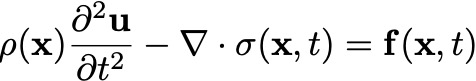 ρ(𝐱) ∂²𝐮/∂t² − ∇ · σ(𝐱, t) = 𝐟(𝐱, t)